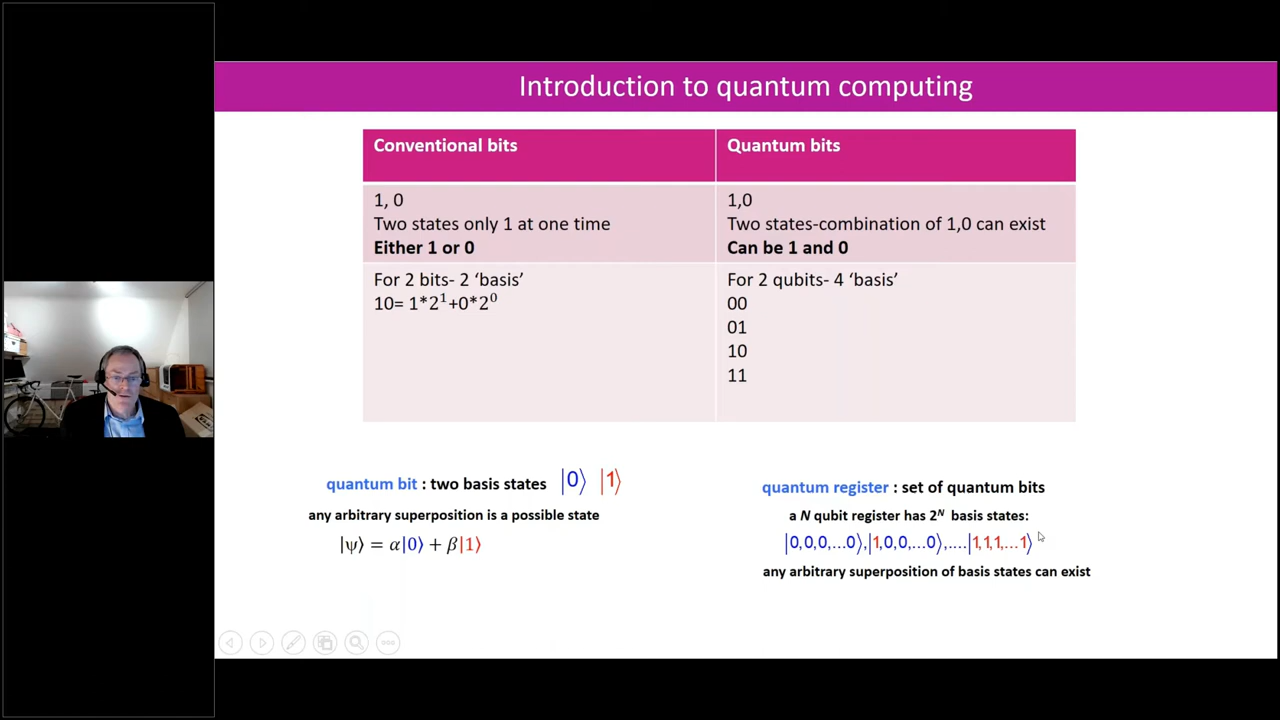 Introduction to quantum computing
Conventional bits
Quantum bits
1, 0
Two states only 1 at one time
Either 1 or 0
1,0
Two states-combination of 1,0 can exist
Can be 1 and 0
For 2 bits- 2 ‘basis’
10= 1*2¹+0*2⁰
For 2 qubits- 4 ‘basis’
00
01
10
11
quantum bit : two basis states |0⟩ |1⟩
any arbitrary superposition is a possible state
|ψ⟩ = α|0⟩ + β|1⟩
quantum register : set of quantum bits
a N qubit register has 2ᴺ basis states:
|0,0,0,...0⟩,|1,0,0,...0⟩,....|1,1,1,...1⟩
any arbitrary superposition of basis states can exist